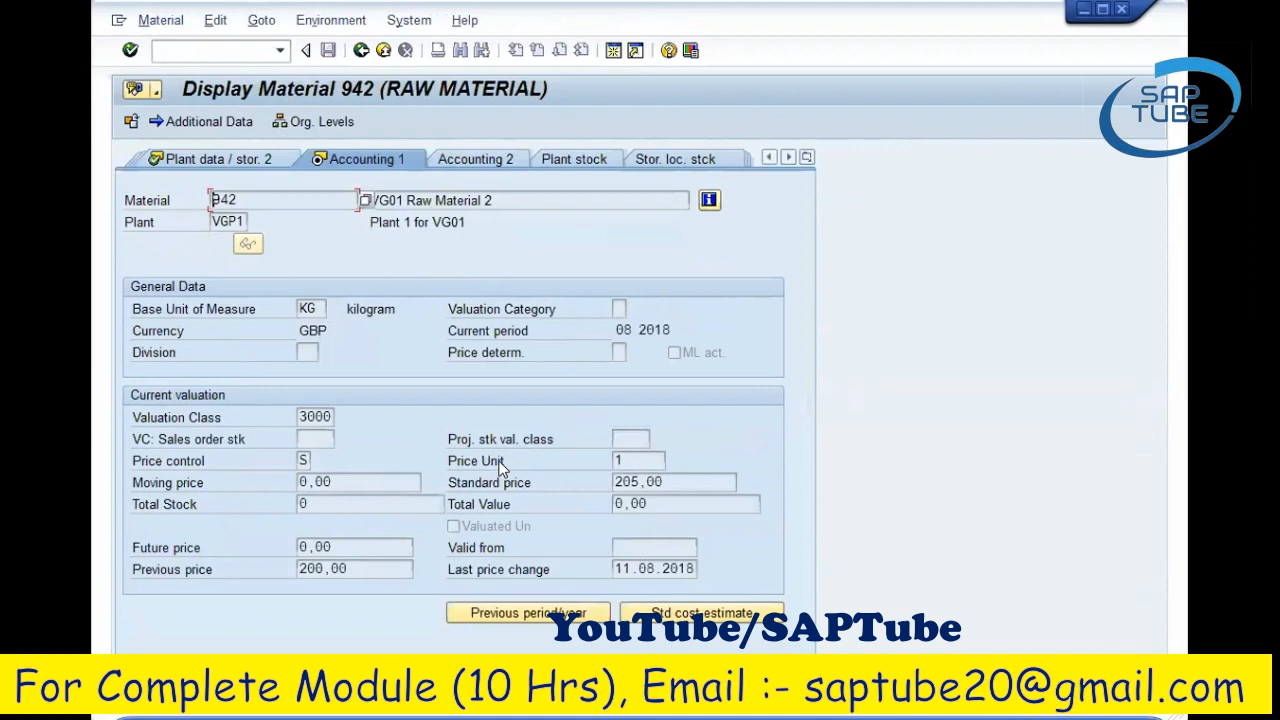 Material Edit Goto Environment System Help
Display Material 942 (RAW MATERIAL)
SAP
TUBE
Additional Data Org. Levels
Plant data / stor. 2 Accounting 1 Accounting 2 Plant stock Stor. loc. stck
Material 942 VG01 Raw Material 2
Plant VGP1 Plant 1 for VG01
General Data
Base Unit of Measure KG kilogram Valuation Category
Currency GBP Current period 08 2018
Division Price determ. ML act.
Current valuation
Valuation Class 3000
VC: Sales order stk Proj. stk val. class
Price control S Price Unit 1
Moving price 0,00 Standard price 205,00
Total Stock 0 Total Value 0,00
Valuated Un
Future price 0,00 Valid from
Previous price 200,00 Last price change 11.08.2018
Previous period/year Std cost estimate
YouTube/SAPTube
For Complete Module (10 Hrs), Email :- saptube20@gmail.com